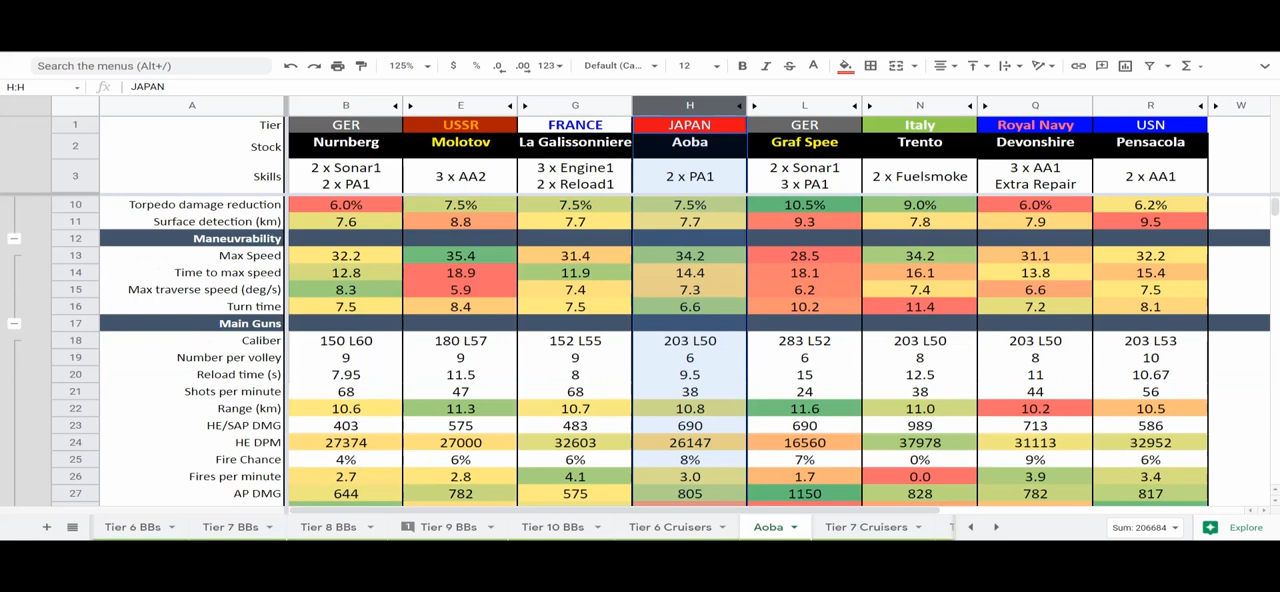 Search the menus (Alt+/)
125% $ % .0 .00 123 Default (Ca... 12 B I S A
H:H fx JAPAN
A B E G H L N Q R W
1 Tier GER USSR FRANCE JAPAN GER Italy Royal Navy USN
2 Stock Nurnberg Molotov La Galissonniere Aoba Graf Spee Trento Devonshire Pensacola
3 Skills 2 x Sonar1 2 x PA1 3 x AA2 3 x Engine1 2 x Reload1 2 x PA1 2 x Sonar1 3 x PA1 2 x Fuelsmoke 3 x AA1 Extra Repair 2 x AA1
10 Torpedo damage reduction 6.0% 7.5% 7.5% 7.5% 10.5% 9.0% 6.0% 6.2%
11 Surface detection (km) 7.6 8.8 7.7 7.7 9.3 7.8 7.9 9.5
12 Maneuvrability
13 Max Speed 32.2 35.4 31.4 34.2 28.5 34.2 31.1 32.2
14 Time to max speed 12.8 18.9 11.9 14.4 18.1 16.1 13.8 15.4
15 Max traverse speed (deg/s) 8.3 5.9 7.4 7.3 6.2 7.4 6.6 7.5
16 Turn time 7.5 8.4 7.5 6.6 10.2 11.4 7.2 8.1
17 Main Guns
18 Caliber 150 L60 180 L57 152 L55 203 L50 283 L52 203 L50 203 L50 203 L53
19 Number per volley 9 9 9 6 6 8 8 10
20 Reload time (s) 7.95 11.5 8 9.5 15 12.5 11 10.67
21 Shots per minute 68 47 68 38 24 38 44 56
22 Range (km) 10.6 11.3 10.7 10.8 11.6 11.0 10.2 10.5
23 HE/SAP DMG 403 575 483 690 690 989 713 586
24 HE DPM 27374 27000 32603 26147 16560 37978 31113 32952
25 Fire Chance 4% 6% 6% 8% 7% 0% 9% 6%
26 Fires per minute 2.7 2.8 4.1 3.0 1.7 0.0 3.9 3.4
27 AP DMG 644 782 575 805 1150 828 782 817
Tier 6 BBs Tier 7 BBs Tier 8 BBs 1 Tier 9 BBs Tier 10 BBs Tier 6 Cruisers Aoba Tier 7 Cruisers Sum: 206684 Explore